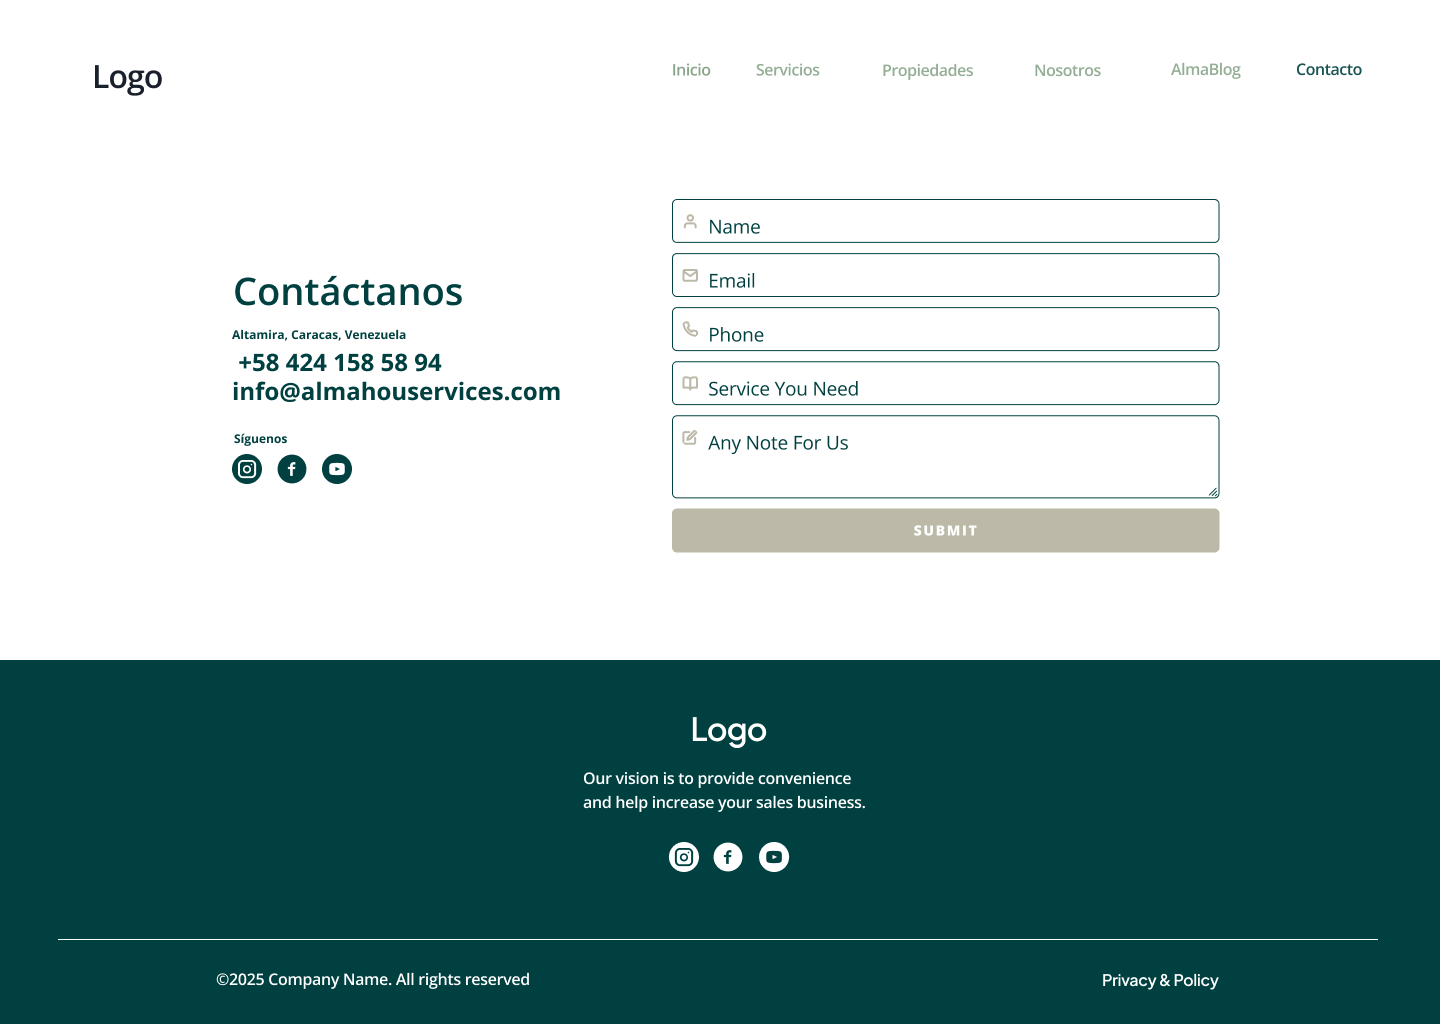 Logo
Inicio Servicios Propiedades Nosotros AlmaBlog Contacto
Contáctanos
Altamira, Caracas, Venezuela
+58 424 158 58 94
info@almahouservices.com
Síguenos
Name
Email
Phone
Service You Need
Any Note For Us
SUBMIT
Logo
Our vision is to provide convenience
and help increase your sales business.
©2025 Company Name. All rights reserved
Privacy & Policy